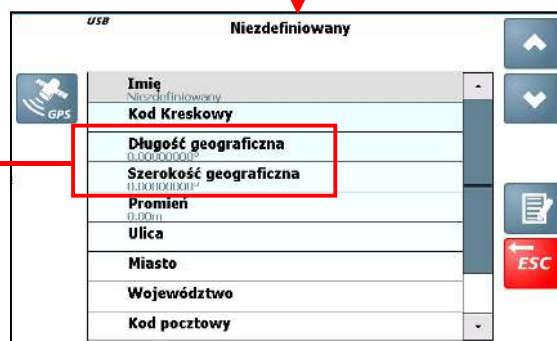 USB
Niezdefiniowany
GPS
Imię
Niezdefiniowany
Kod Kreskowy
Długość geograficzna
0.00000000°
Szerokość geograficzna
0.00000000°
Promień
0.00m
Ulica
Miasto
Województwo
Kod pocztowy
ESC